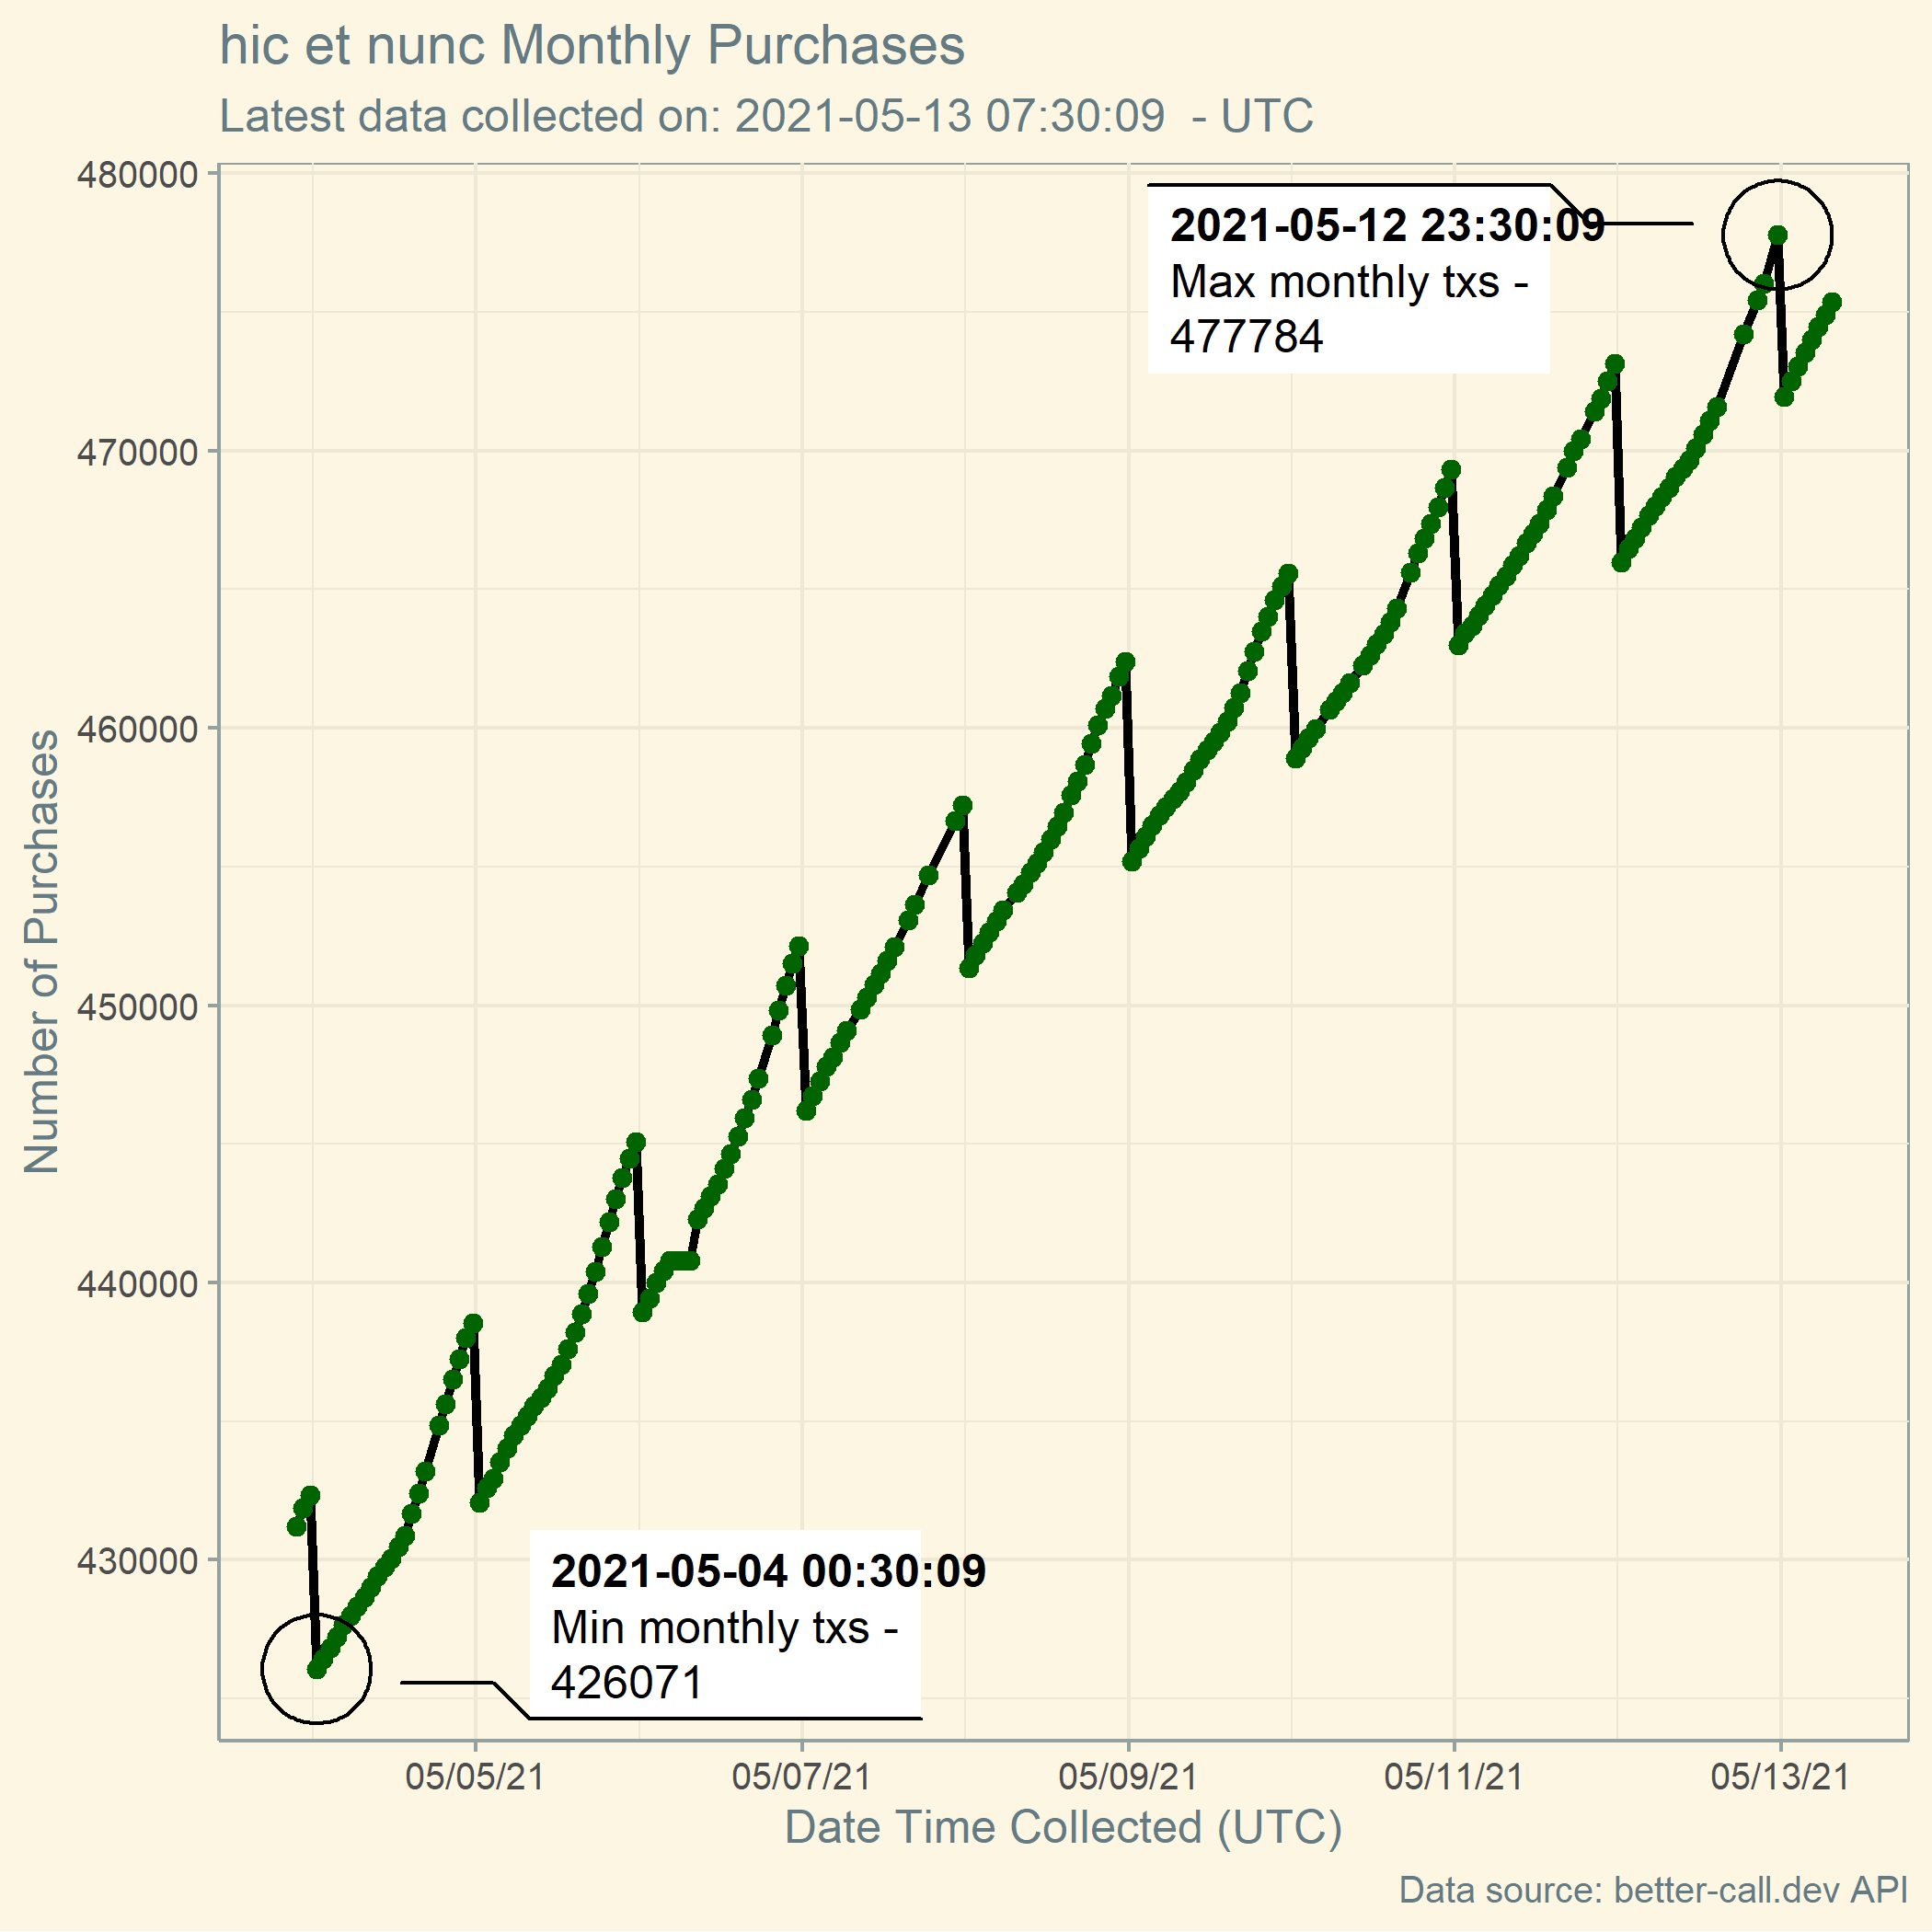 hic et nunc Monthly Purchases
Latest data collected on: 2021-05-13 07:30:09  - UTC
480000
470000
460000
450000
440000
430000
Number of Purchases
2021-05-12 23:30:09
Max monthly txs -
477784
2021-05-04 00:30:09
Min monthly txs -
426071
05/05/21
05/07/21
05/09/21
05/11/21
05/13/21
Date Time Collected (UTC)
Data source: better-call.dev API